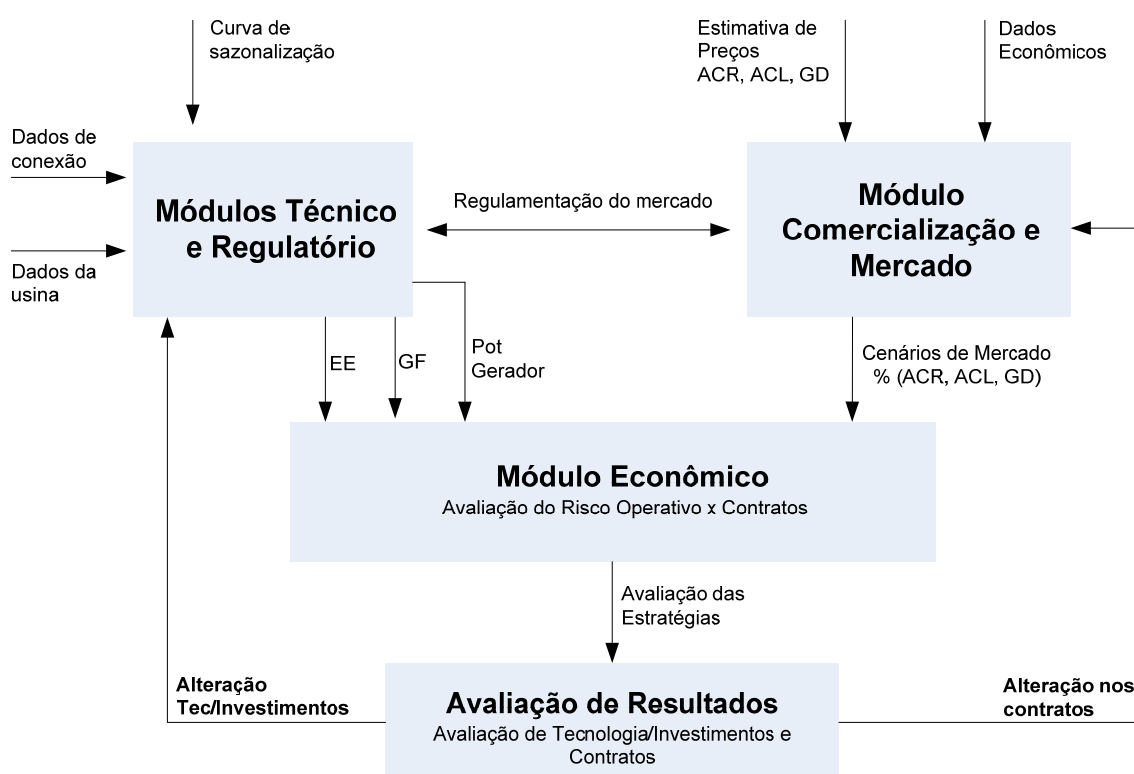 Curva de
sazonalização
Estimativa de
Preços
ACR, ACL, GD
Dados
Econômicos
Dados de
conexão
Módulos Técnico
e Regulatório
Regulamentação do mercado
Módulo
Comercialização e
Mercado
Dados da
usina
EE
GF
Pot
Gerador
Cenários de Mercado
% (ACR, ACL, GD)
Módulo Econômico
Avaliação do Risco Operativo x Contratos
Avaliação das
Estratégias
Alteração
Tec/Investimentos
Avaliação de Resultados
Avaliação de Tecnologia/Investimentos e
Contratos
Alteração nos
contratos